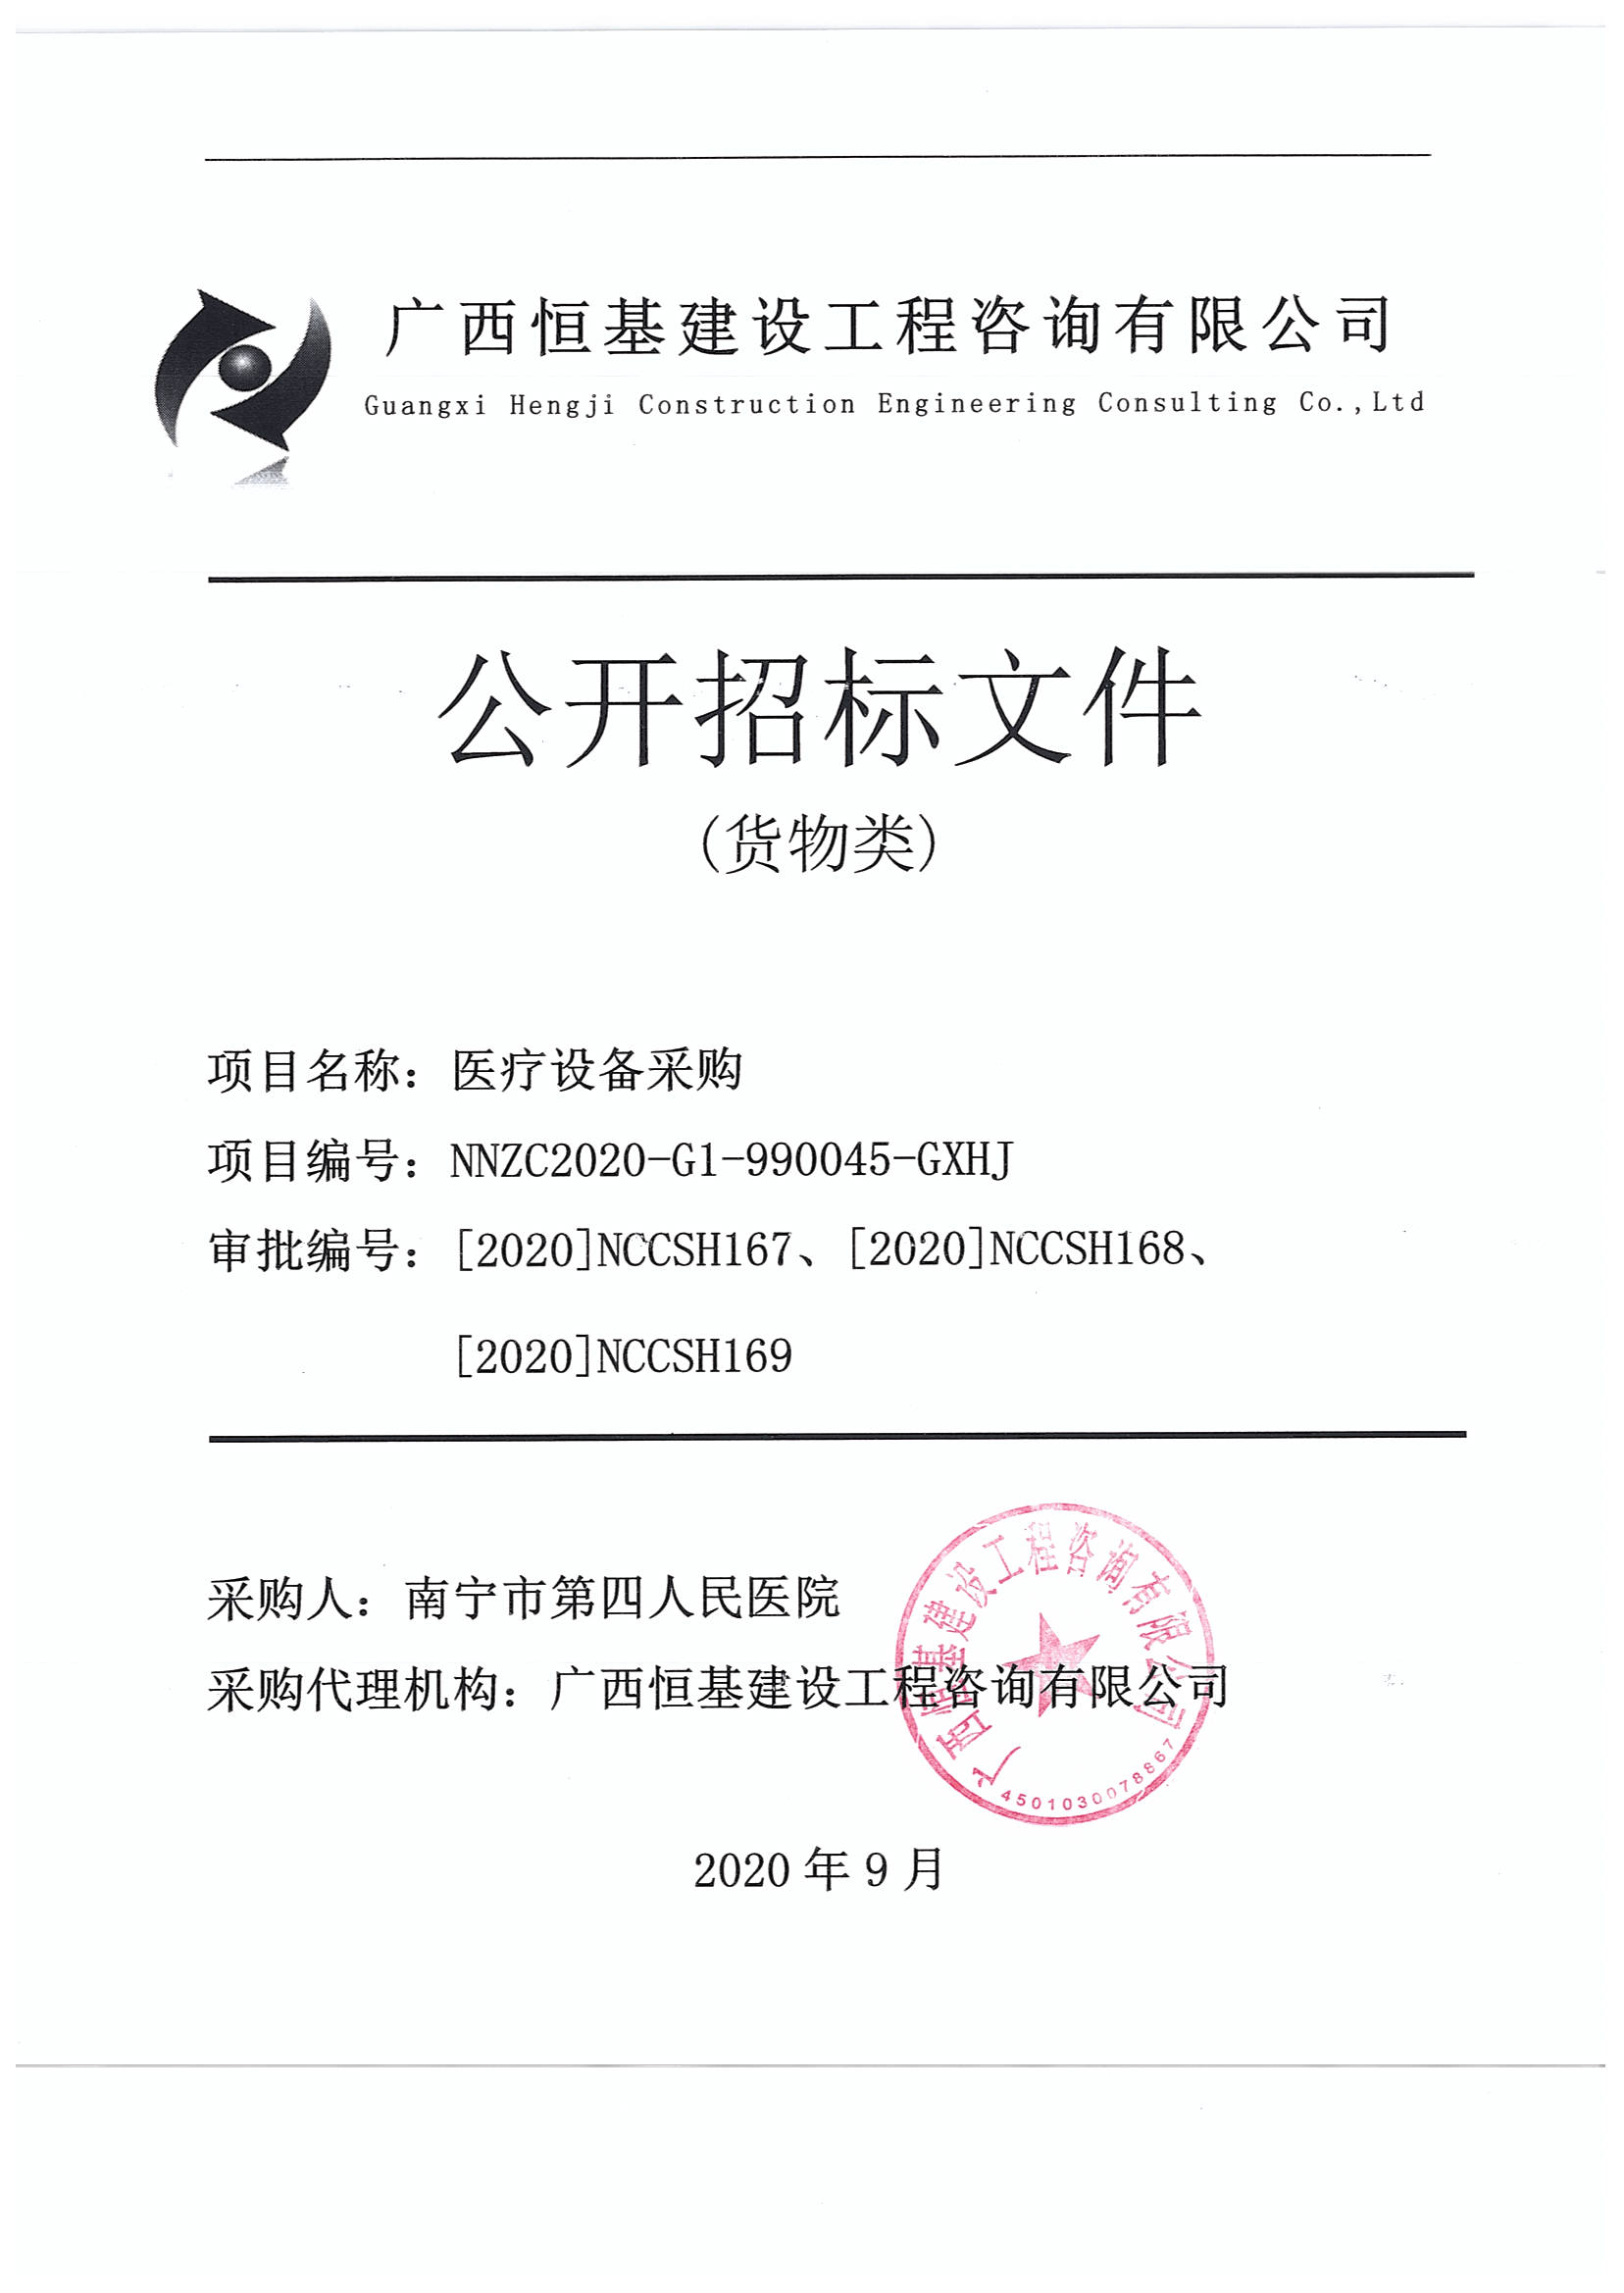 广西恒基建设工程咨询有限公司
Guangxi Hengji Construction Engineering Consulting Co.,Ltd
公开招标文件
(货物类)
项目名称：医疗设备采购
项目编号：NNZC2020-G1-990045-GXHJ
审批编号：[2020]NCCSH167、[2020]NCCSH168、
[2020]NCCSH169
采购人：南宁市第四人民医院
采购代理机构：广西恒基建设工程咨询有限公司
广西恒基建设工程咨询有限公司
4501030078867
2020 年 9 月